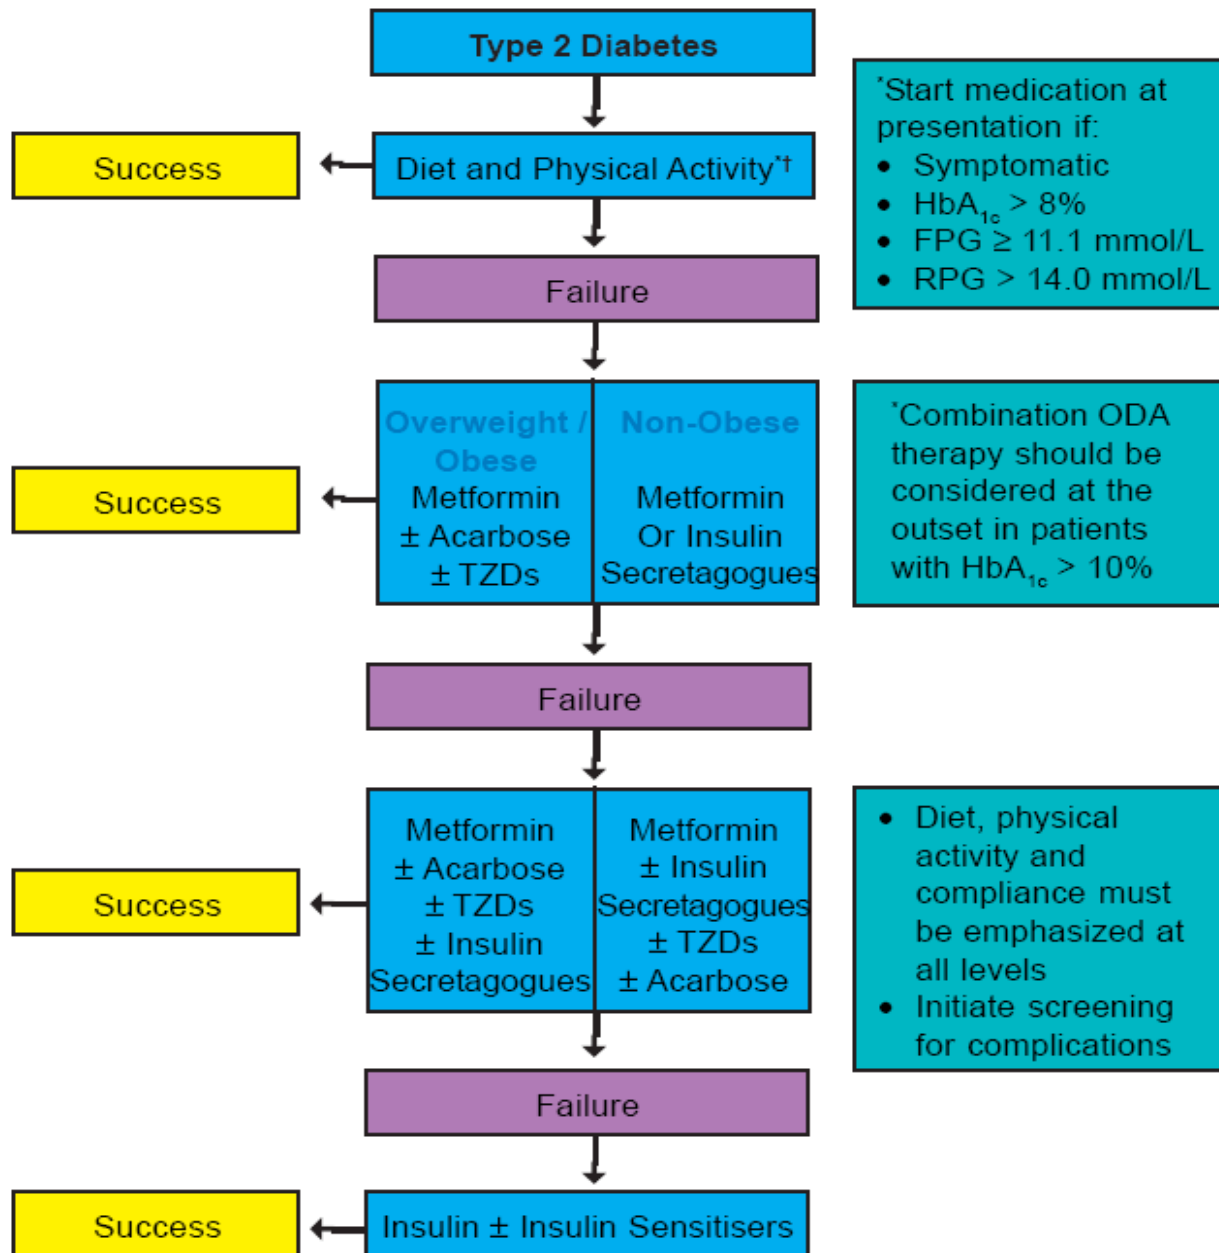 Type 2 Diabetes
*Start medication at
presentation if:
• Symptomatic
• HbA1c > 8%
• FPG ≥ 11.1 mmol/L
• RPG > 14.0 mmol/L
Success
Diet and Physical Activity*†
Failure
Overweight /
Obese
Metformin
± Acarbose
± TZDs
Non-Obese
Metformin
Or Insulin
Secretagogues
Success
*Combination ODA
therapy should be
considered at the
outset in patients
with HbA1c > 10%
Failure
Metformin
± Acarbose
± TZDs
± Insulin
Secretagogues
Metformin
± Insulin
Secretagogues
± TZDs
± Acarbose
Success
• Diet, physical
activity and
compliance must
be emphasized at
all levels
• Initiate screening
for complications
Failure
Success
Insulin ± Insulin Sensitisers